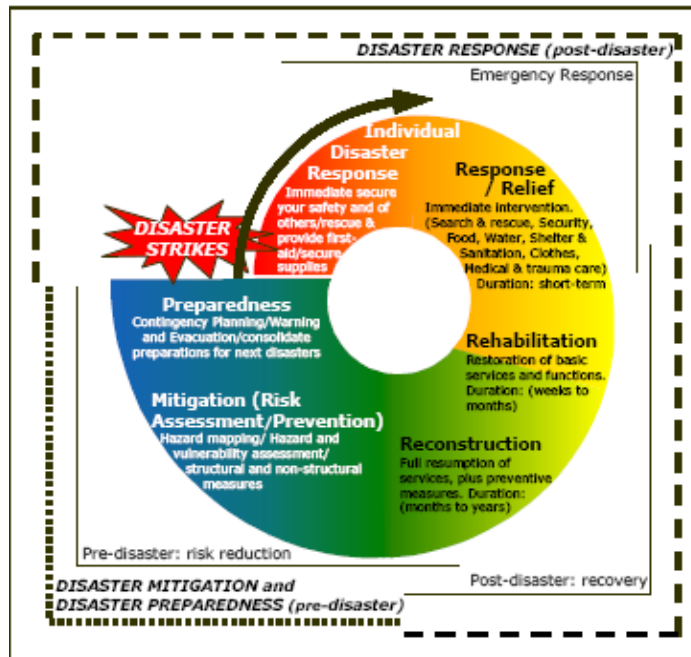 DISASTER RESPONSE (post-disaster)
Emergency Response
Individual
Disaster
Response
Immediate secure
your safety and of
others/rescue &
provide first-
aid/secure
supplies
Response
/ Relief
Immediate intervention.
(Search & rescue, Security,
Food, Water, Shelter &
Sanitation, Clothes,
Medical & trauma care)
Duration: short-term
DISASTER
STRIKES
Preparedness
Contingency Planning/Warning
and Evacuation/consolidate
preparations for next disasters
Rehabilitation
Restoration of basic
services and functions.
Duration: (weeks to
months)
Mitigation (Risk
Assessment/Prevention)
Hazard mapping/ Hazard and
vulnerability assessment/
structural and non-structural
measures
Reconstruction
Full resumption of
services, plus preventive
measures. Duration:
(months to years)
Pre-disaster: risk reduction
Post-disaster: recovery
DISASTER MITIGATION and
DISASTER PREPAREDNESS (pre-disaster)